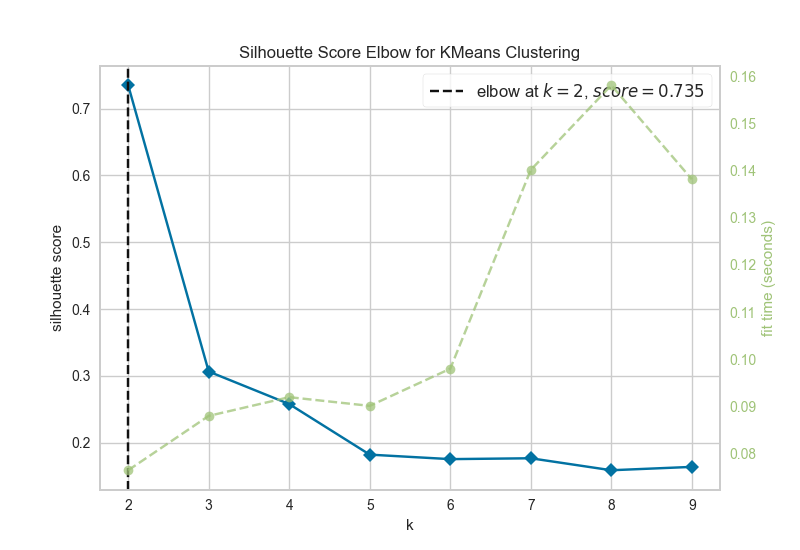 Silhouette Score Elbow for KMeans Clustering
elbow at k = 2, score = 0.735
silhouette score
0.7
0.6
0.5
0.4
0.3
0.2
2 3 4 5 6 7 8 9
k
0.16
0.15
0.14
0.13
0.12
0.11
0.10
0.09
0.08
fit time (seconds)